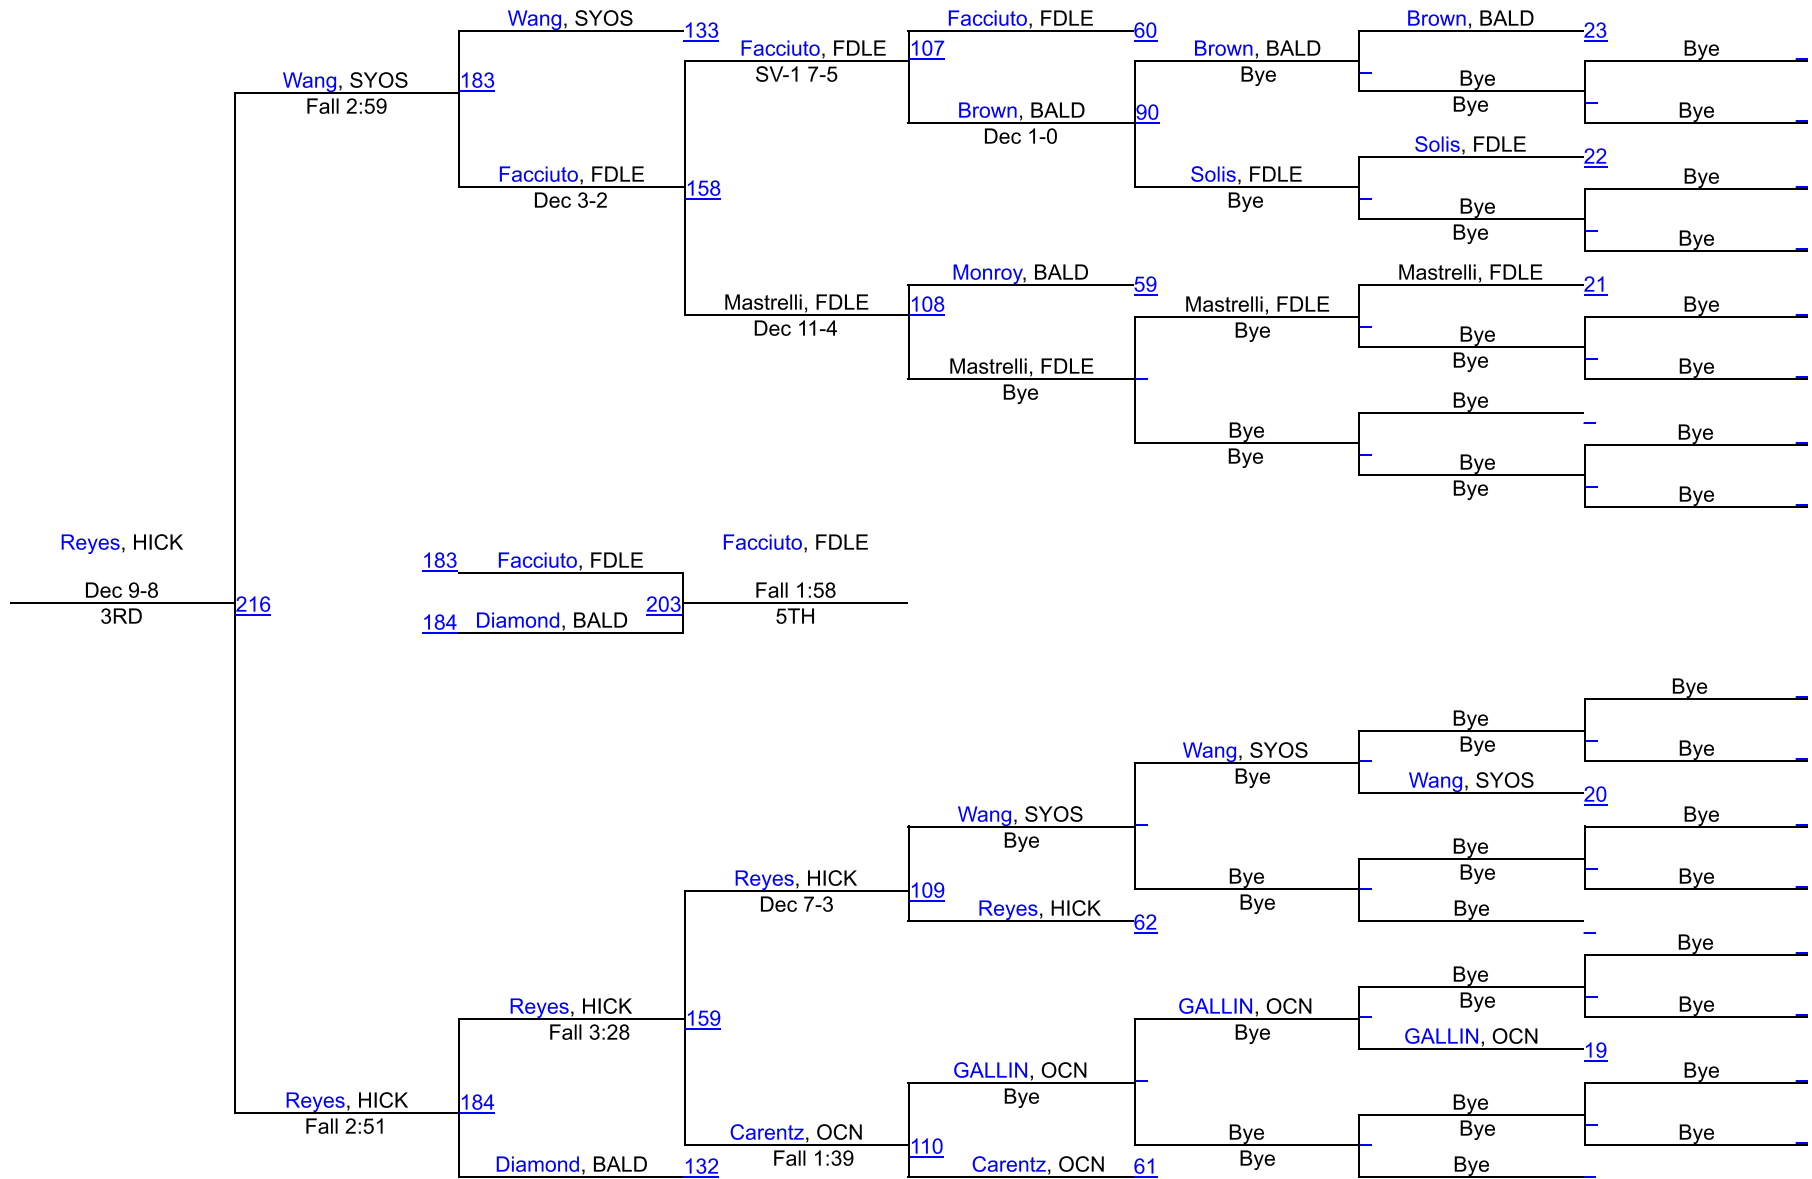 Wang, SYOS
133
Facciuto, FDLE
60
Brown, BALD
23
Facciuto, FDLE
107
SV-1 7-5
Brown, BALD
Bye
Bye
Wang, SYOS
183
Fall 2:59
Bye
Bye
Brown, BALD
90
Dec 1-0
Bye
Solis, FDLE
22
Facciuto, FDLE
158
Dec 3-2
Solis, FDLE
Bye
Bye
Bye
Bye
Bye
Monroy, BALD
59
Mastrelli, FDLE
21
Mastrelli, FDLE
108
Dec 11-4
Mastrelli, FDLE
Bye
Bye
Bye
Bye
Mastrelli, FDLE
Bye
Bye
Bye
Bye
Bye
Bye
Bye
Bye
Bye
Reyes, HICK
Dec 9-8
3RD
216
183
Facciuto, FDLE
184
Diamond, BALD
203
Facciuto, FDLE
Fall 1:58
5TH
Bye
Bye
Bye
Bye
Wang, SYOS
Bye
Wang, SYOS
20
Wang, SYOS
Bye
Bye
Bye
Bye
Bye
Reyes, HICK
109
Dec 7-3
Bye
Bye
Reyes, HICK
62
Bye
Bye
Bye
Bye
Bye
Reyes, HICK
159
Fall 3:28
GALLIN, OCN
Bye
GALLIN, OCN
19
GALLIN, OCN
Bye
Bye
Reyes, HICK
184
Fall 2:51
Bye
Bye
Carentz, OCN
110
Fall 1:39
Bye
Bye
Bye
Diamond, BALD
132
Carentz, OCN
61
Bye